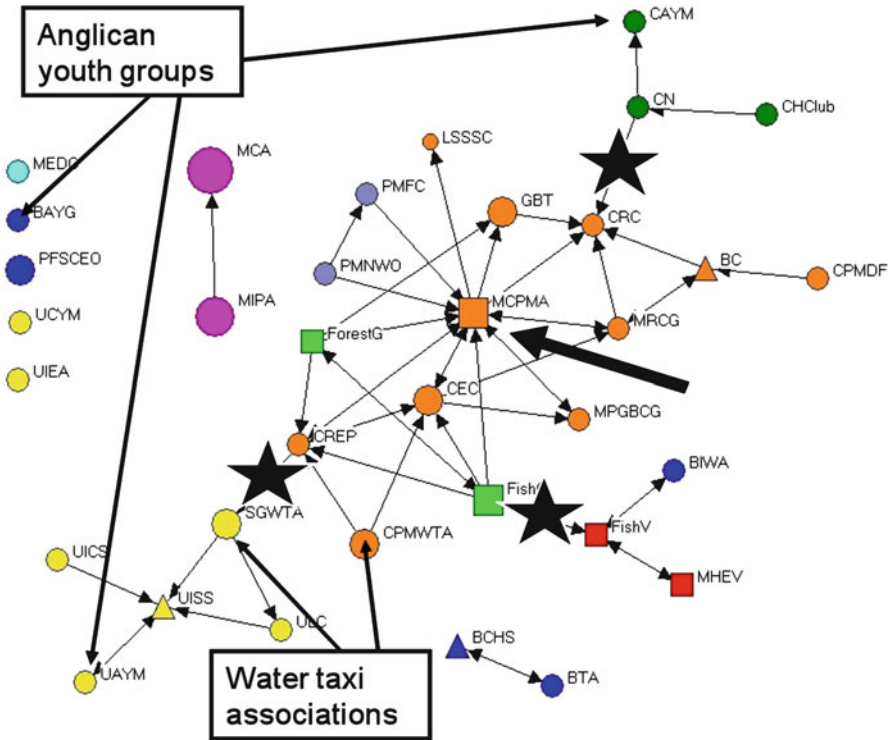 Anglican
youth groups
CAYM
CN
CHClub
LSSSC
MCA
PMFC
GBT
CRC
BAYG
PFSCEO
PMNWO
BC
CPMDF
UCYM
MIPA
MCPMA
ForestG
MRCG
UIEA
CEC
MPGBCG
CREP
BIWA
SGWTA
CPMWTA
FishV
UICS
MHEV
UISS
BCHS
UAYM
BTA
Water taxi
associations